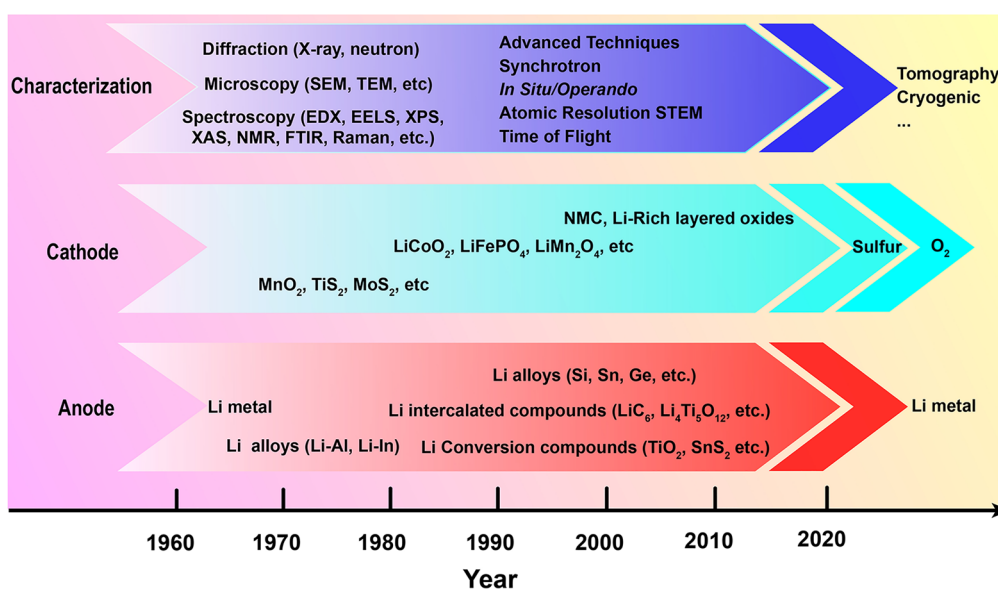 Characterization
Diffraction (X-ray, neutron)
Microscopy (SEM, TEM, etc)
Spectroscopy (EDX, EELS, XPS,
XAS, NMR, FTIR, Raman, etc.)
Advanced Techniques
Synchrotron
In Situ/Operando
Atomic Resolution STEM
Time of Flight
Tomography
Cryogenic
...
Cathode
NMC, Li-Rich layered oxides
LiCoO₂, LiFePO₄, LiMn₂O₄, etc
MnO₂, TiS₂, MoS₂, etc
Sulfur
O₂
Anode
Li metal
Li alloys (Li-Al, Li-In)
Li alloys (Si, Sn, Ge, etc.)
Li intercalated compounds (LiC₆, Li₄Ti₅O₁₂, etc.)
Li Conversion compounds (TiO₂, SnS₂ etc.)
Li metal
1960 1970 1980 1990 2000 2010 2020
Year